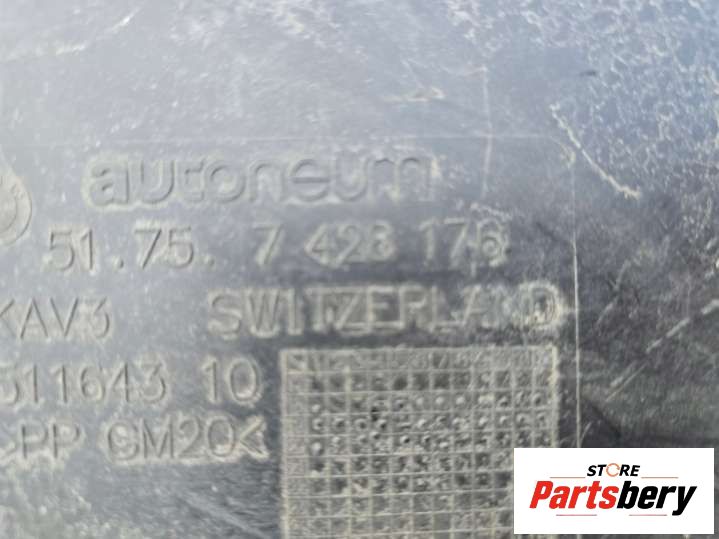 autoneum
51.75. 7 428 176
KAV3 SWITZERLAND
511643 10
>PP GM20<
STORE
Partsbery